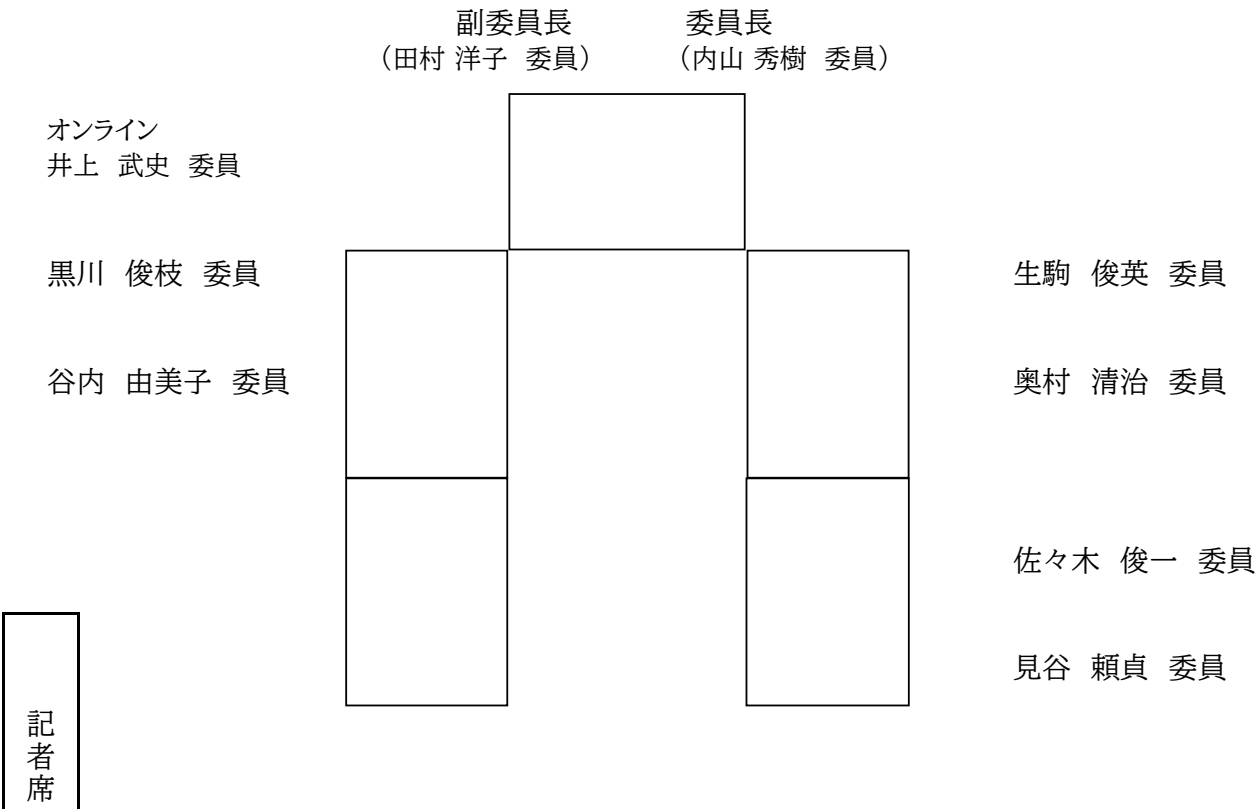 副委員長 委員長
（田村 洋子 委員） （内山 秀樹 委員）
オンライン
井上 武史 委員
黒川 俊枝 委員
生駒 俊英 委員
谷内 由美子 委員
奥村 清治 委員
佐々木 俊一 委員
見谷 頼貞 委員
記者席